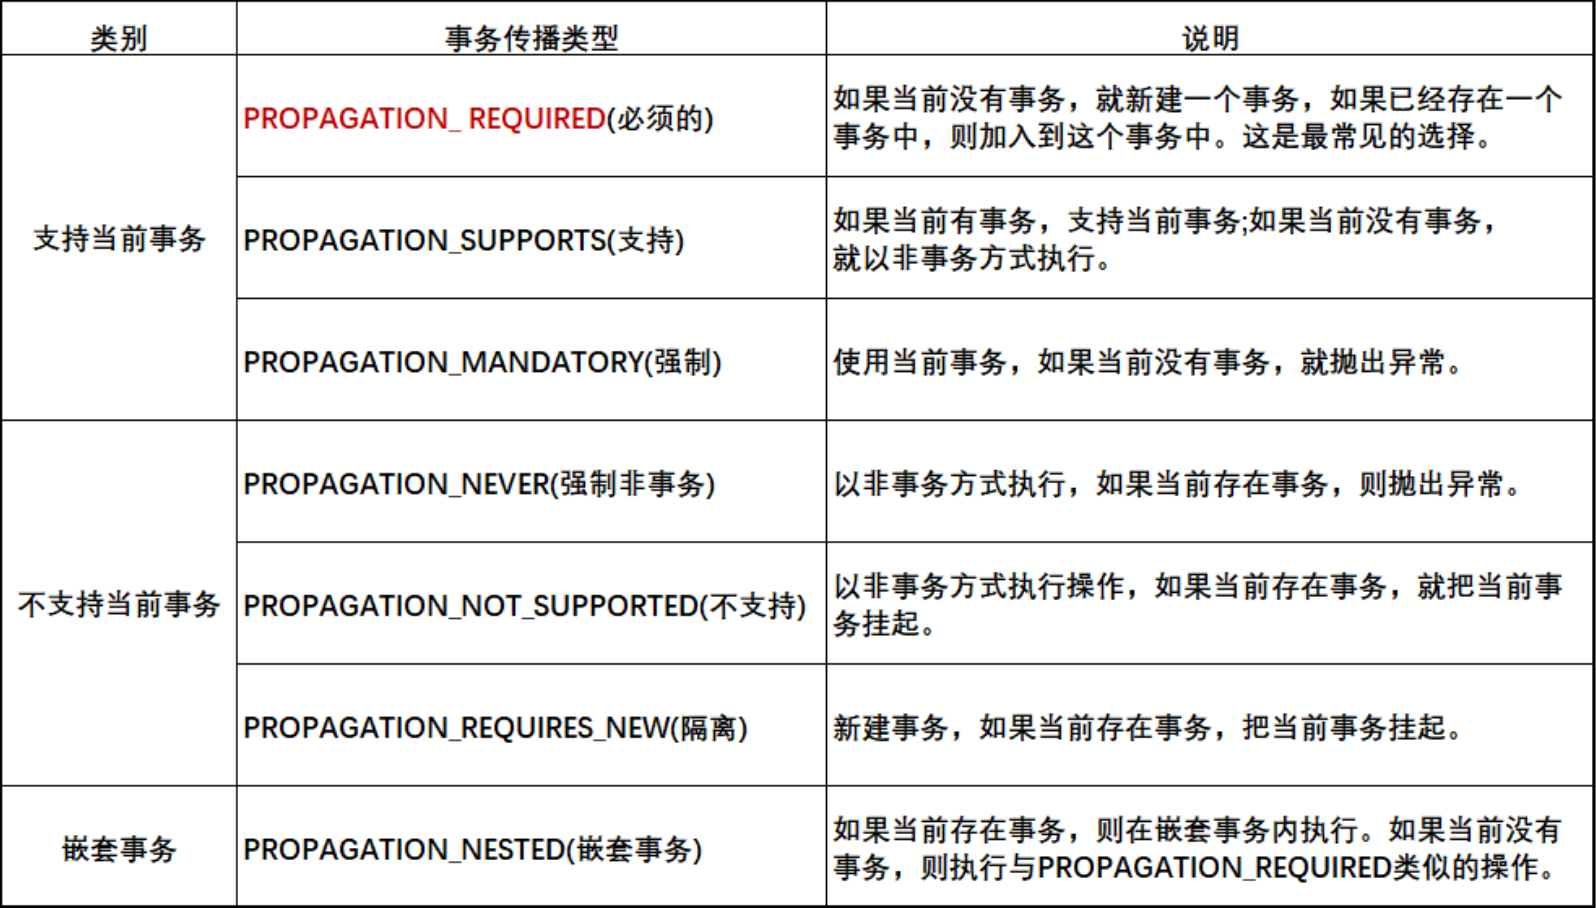 类别
事务传播类型
说明
支持当前事务
PROPAGATION_ REQUIRED(必须的)
如果当前没有事务，就新建一个事务，如果已经存在一个
事务中，则加入到这个事务中。这是最常见的选择。
PROPAGATION_SUPPORTS(支持)
如果当前有事务，支持当前事务;如果当前没有事务，
就以非事务方式执行。
PROPAGATION_MANDATORY(强制)
使用当前事务，如果当前没有事务，就抛出异常。
不支持当前事务
PROPAGATION_NEVER(强制非事务)
以非事务方式执行，如果当前存在事务，则抛出异常。
PROPAGATION_NOT_SUPPORTED(不支持)
以非事务方式执行操作，如果当前存在事务，就把当前事
务挂起。
PROPAGATION_REQUIRES_NEW(隔离)
新建事务，如果当前存在事务，把当前事务挂起。
嵌套事务
PROPAGATION_NESTED(嵌套事务)
如果当前存在事务，则在嵌套事务内执行。如果当前没有
事务，则执行与PROPAGATION_REQUIRED类似的操作。